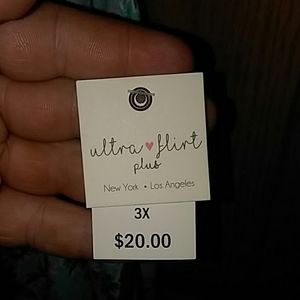 ultra ♥ flirt
plus
New York • Los Angeles
3X
$20.00